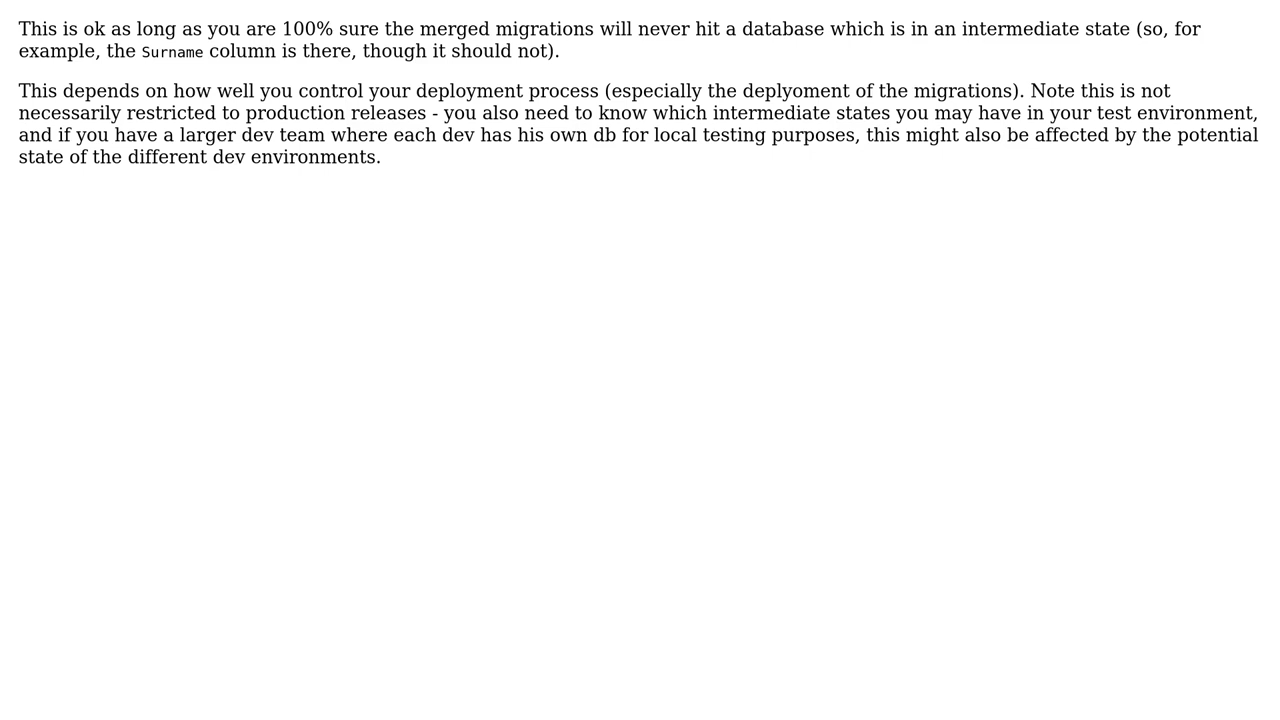 This is ok as long as you are 100% sure the merged migrations will never hit a database which is in an intermediate state (so, for
example, the Surname column is there, though it should not).
This depends on how well you control your deployment process (especially the deplyoment of the migrations). Note this is not
necessarily restricted to production releases - you also need to know which intermediate states you may have in your test environment,
and if you have a larger dev team where each dev has his own db for local testing purposes, this might also be affected by the potential
state of the different dev environments.